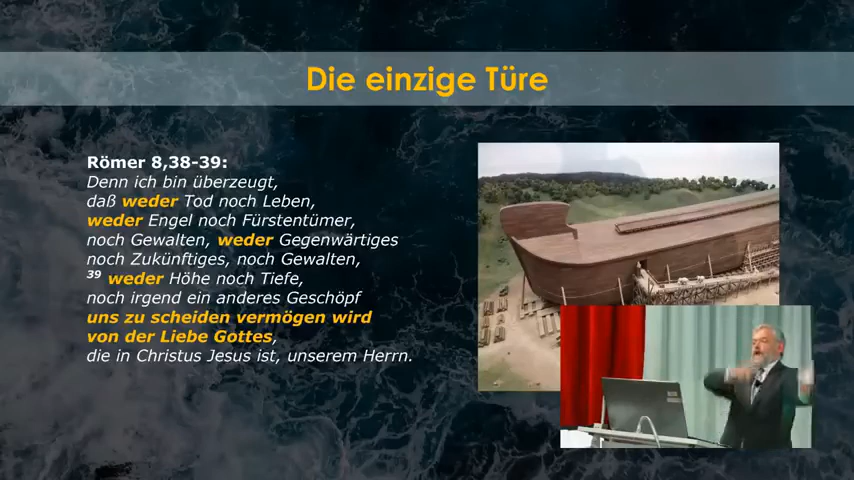 Die einzige Türe
Römer 8,38-39:
Denn ich bin überzeugt,
daß weder Tod noch Leben,
weder Engel noch Fürstentümer,
noch Gewalten, weder Gegenwärtiges
noch Zukünftiges, noch Gewalten,
39 weder Höhe noch Tiefe,
noch irgend ein anderes Geschöpf
uns zu scheiden vermögen wird
von der Liebe Gottes,
die in Christus Jesus ist, unserem Herrn.